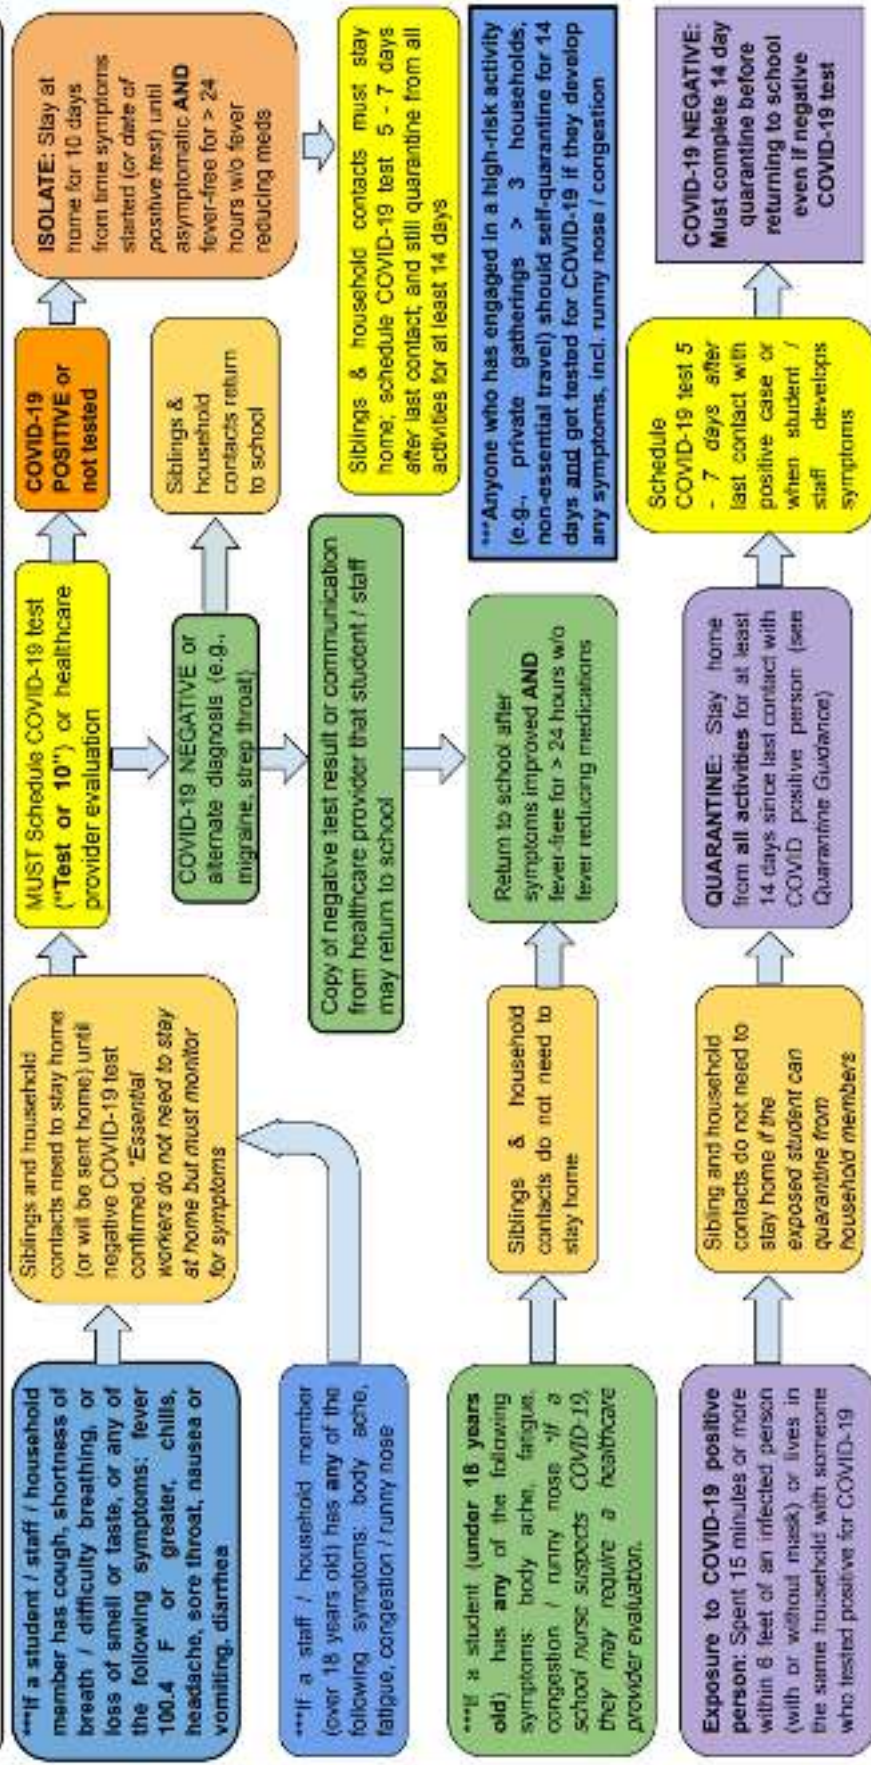 ***If a student / staff / household
member has cough, shortness of
breath / difficulty breathing, or
loss of smell or taste, or any of
the following symptoms: fever
100.4 F or greater, chills,
headache, sore throat, nausea or
vomiting, diarrhea
Siblings and household
contacts need to stay home
(or will be sent home) until
negative COVID-19 test
confirmed. *Essential
workers do not need to stay
at home but must monitor
for symptoms
MUST Schedule COVID-19 test
("Test or 10") or healthcare
provider evaluation
COVID-19
POSITIVE or
not tested
ISOLATE: Stay at
home for 10 days
from time symptoms
started (or date of
positive test) until
asymptomatic AND
fever-free for > 24
hours w/o fever
reducing meds
COVID-19 NEGATIVE or
alternate diagnosis (e.g.,
migraine, strep throat)
Siblings &
household
contacts return
to school
***If a staff / household member
(over 18 years old) has any of the
following symptoms: body ache,
fatigue, congestion / runny nose
Copy of negative test result or communication
from healthcare provider that student / staff
may return to school
Siblings & household contacts must stay
home; schedule COVID-19 test 5 - 7 days
after last contact; and still quarantine from all
activities for at least 14 days
***If a student (under 18 years
old) has any of the following
symptoms: body ache, fatigue,
congestion / runny nose *If a
school nurse suspects COVID-19,
they may require a healthcare
provider evaluation.
Siblings & household
contacts do not need to
stay home
Return to school after
symptoms improved AND
fever-free for > 24 hours w/o
fever reducing medications
***Anyone who has engaged in a high-risk activity
(e.g., private gatherings > 3 households,
non-essential travel) should self-quarantine for 14
days and get tested for COVID-19 if they develop
any symptoms, incl. runny nose / congestion
Exposure to COVID-19 positive
person: Spent 15 minutes or more
within 6 feet of an infected person
(with or without mask) or lives in
the same household with someone
who tested positive for COVID-19
Sibling and household
contacts do not need to
stay home if the
exposed student can
quarantine from
household members
QUARANTINE: Stay home
from all activities for at least
14 days since last contact with
COVID positive person (see
Quarantine Guidance)
Schedule
COVID-19 test 5
- 7 days after
last contact with
positive case or
when student /
staff develops
symptoms
COVID-19 NEGATIVE:
Must complete 14 day
quarantine before
returning to school
even if negative
COVID-19 test